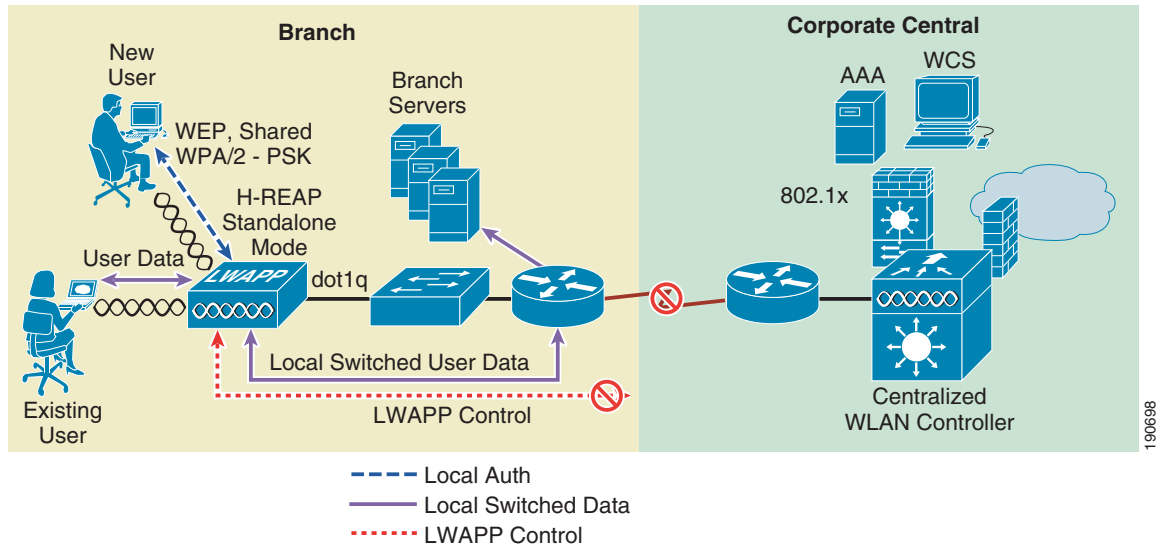 Branch
Corporate Central
New
User
WEP, Shared
WPA/2 - PSK
Branch
Servers
AAA
WCS
802.1x
H-REAP
Standalone
Mode
User Data
LWAPP
dot1q
Local Switched User Data
LWAPP Control
Existing
User
Centralized
WLAN Controller
190698
Local Auth
Local Switched Data
LWAPP Control